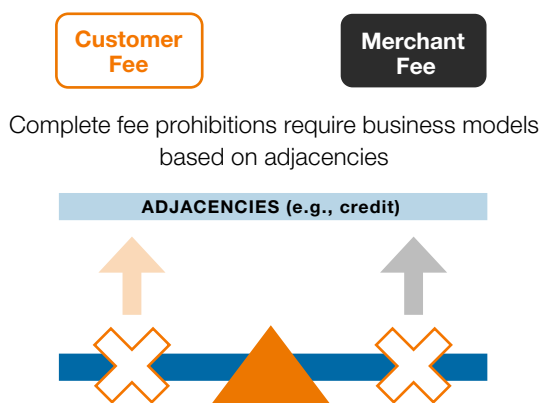 Customer
Fee
Merchant
Fee
Complete fee prohibitions require business models
based on adjacencies
ADJACENCIES (e.g., credit)